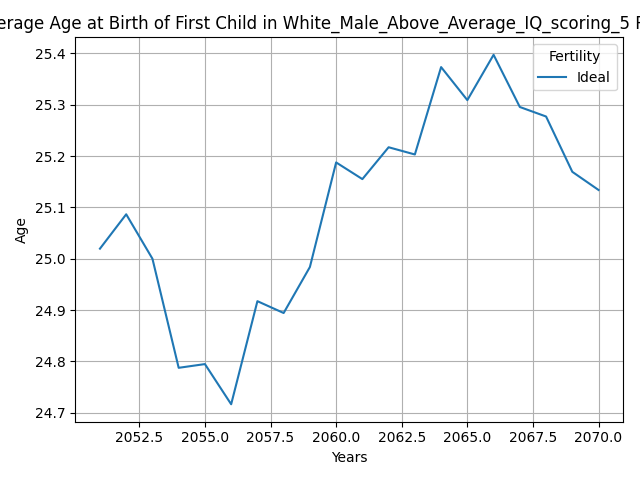 erage Age at Birth of First Child in White_Male_Above_Average_IQ_scoring_5
25.4
25.3
25.2
25.1
25.0
24.9
24.8
24.7
Age
Fertility
Ideal
2052.5 2055.0 2057.5 2060.0 2062.5 2065.0 2067.5 2070.0
Years